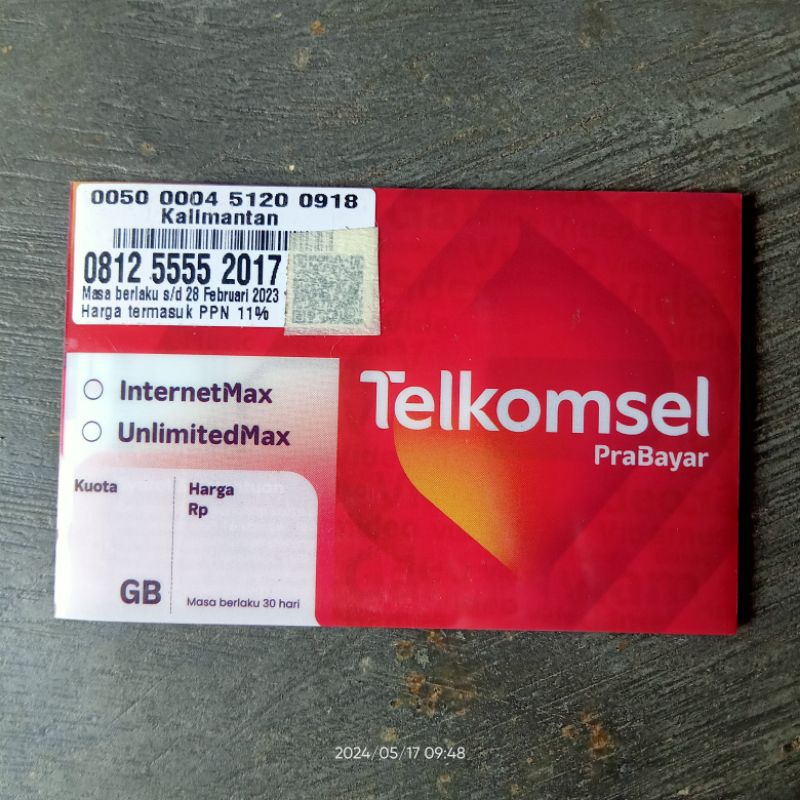 0050 0004 5120 0918
Kalimantan
0812 5555 2017
Masa berlaku s/d 28 Februari 2023
Harga termasuk PPN 11%
InternetMax
UnlimitedMax
Kuota
GB
Harga
Rp
Masa berlaku 30 hari
Telkomsel
PraBayar
2024/05/17 09:48